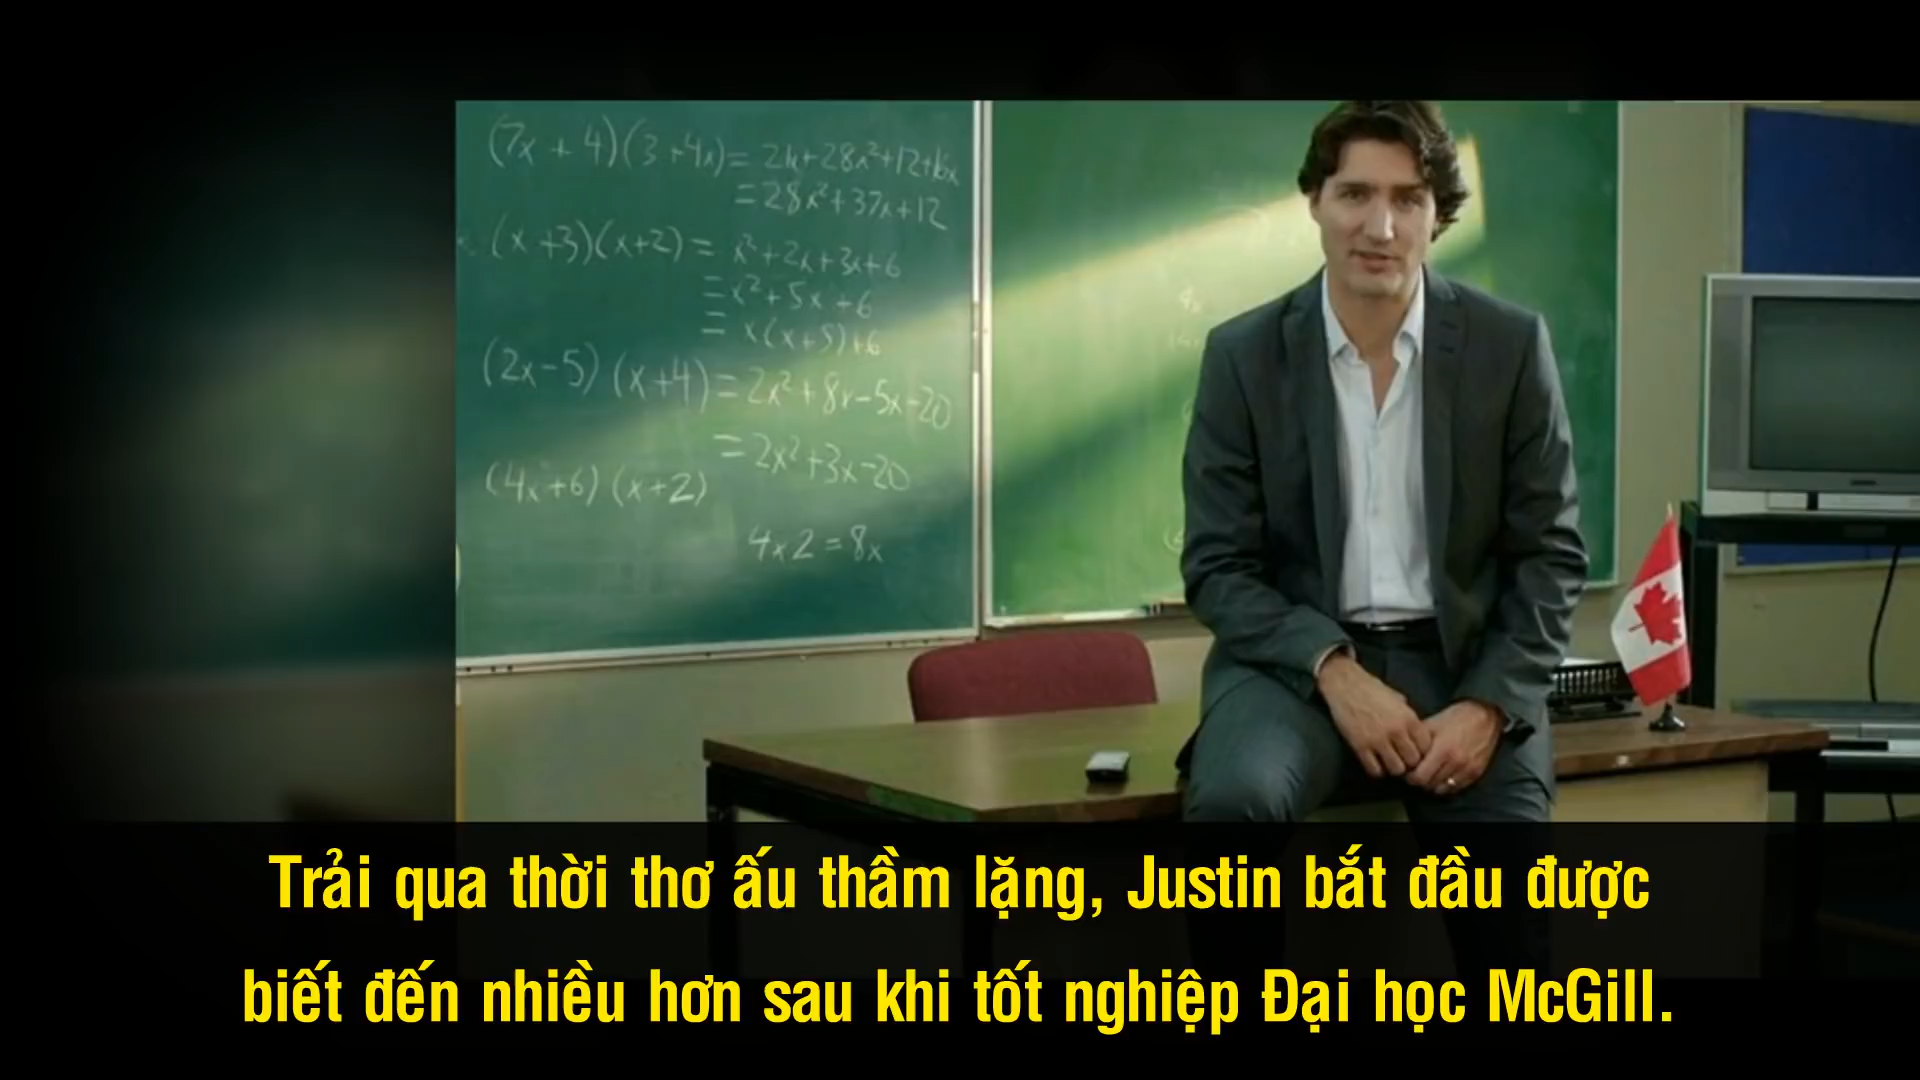 (7x + 4)(3 + 4x) = 21x + 28x² + 12 + 16x
= 28x² + 37x + 12
(x + 3)(x + 2) = x² + 2x + 3x + 6
= x² + 5x + 6
= x(x + 5) + 6
(2x - 5) (x + 4) = 2x² + 8x - 5x - 20
= 2x² + 3x - 20
(4x + 6) (x + 2)
4x2 = 8x
Trải qua thời thơ ấu thầm lặng, Justin bắt đầu được
biết đến nhiều hơn sau khi tốt nghiệp Đại học McGill.